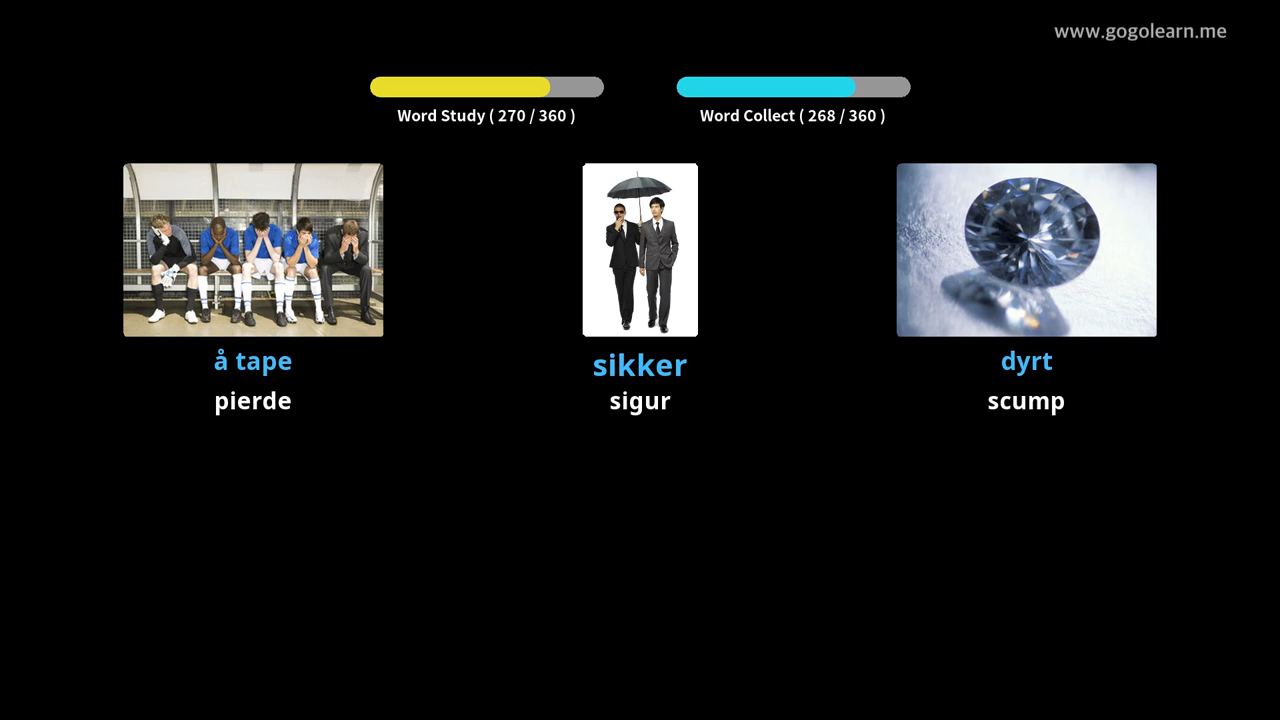 www.gogolearn.me
Word Study ( 270 / 360 )
Word Collect ( 268 / 360 )
å tape
sikker
dyrt
pierde
sigur
scump